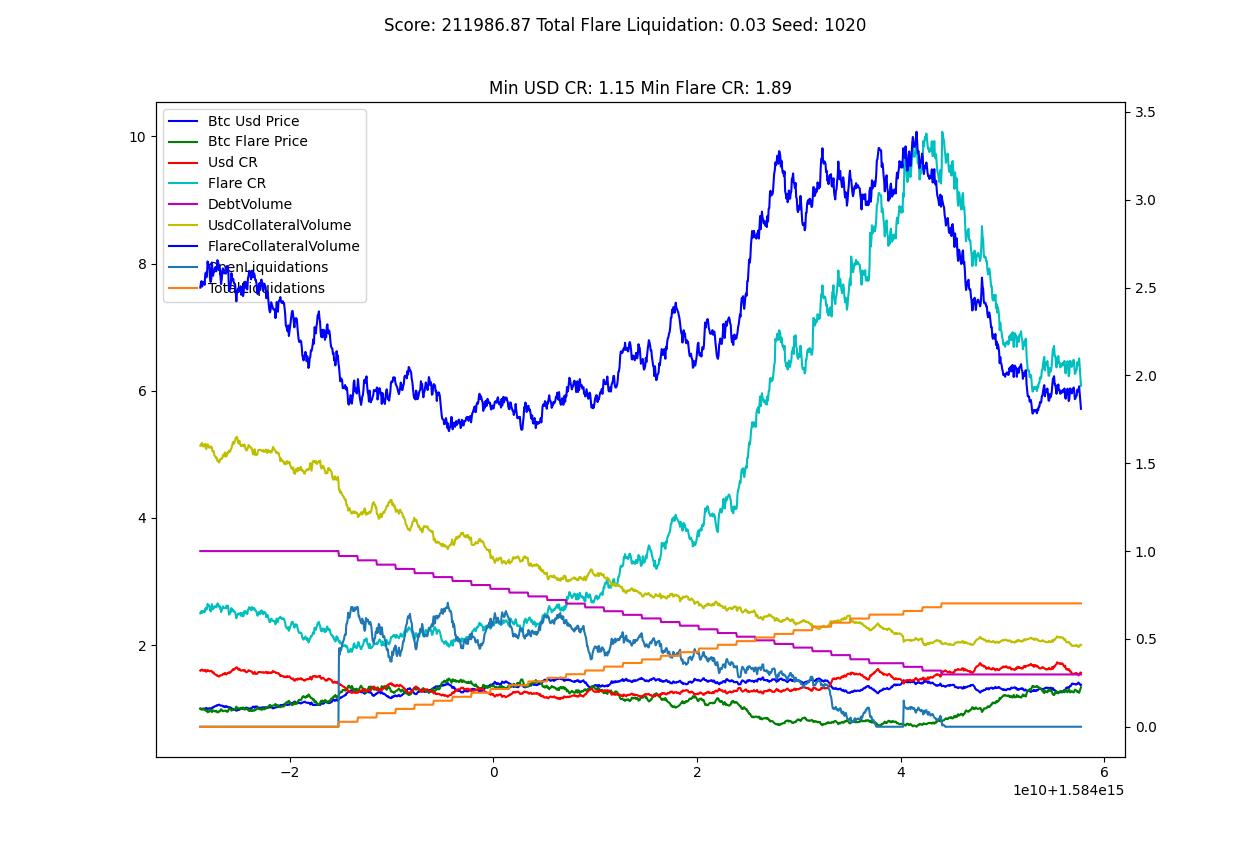 Score: 211986.87 Total Flare Liquidation: 0.03 Seed: 1020
Min USD CR: 1.15 Min Flare CR: 1.89
Btc Usd Price
Btc Flare Price
Usd CR
Flare CR
DebtVolume
UsdCollateralVolume
FlareCollateralVolume
OpenLiquidations
TotalLiquidations
10
8
6
4
2
3.5
3.0
2.5
2.0
1.5
1.0
0.5
0.0
−2
0
2
4
6
1e10+1.584e15